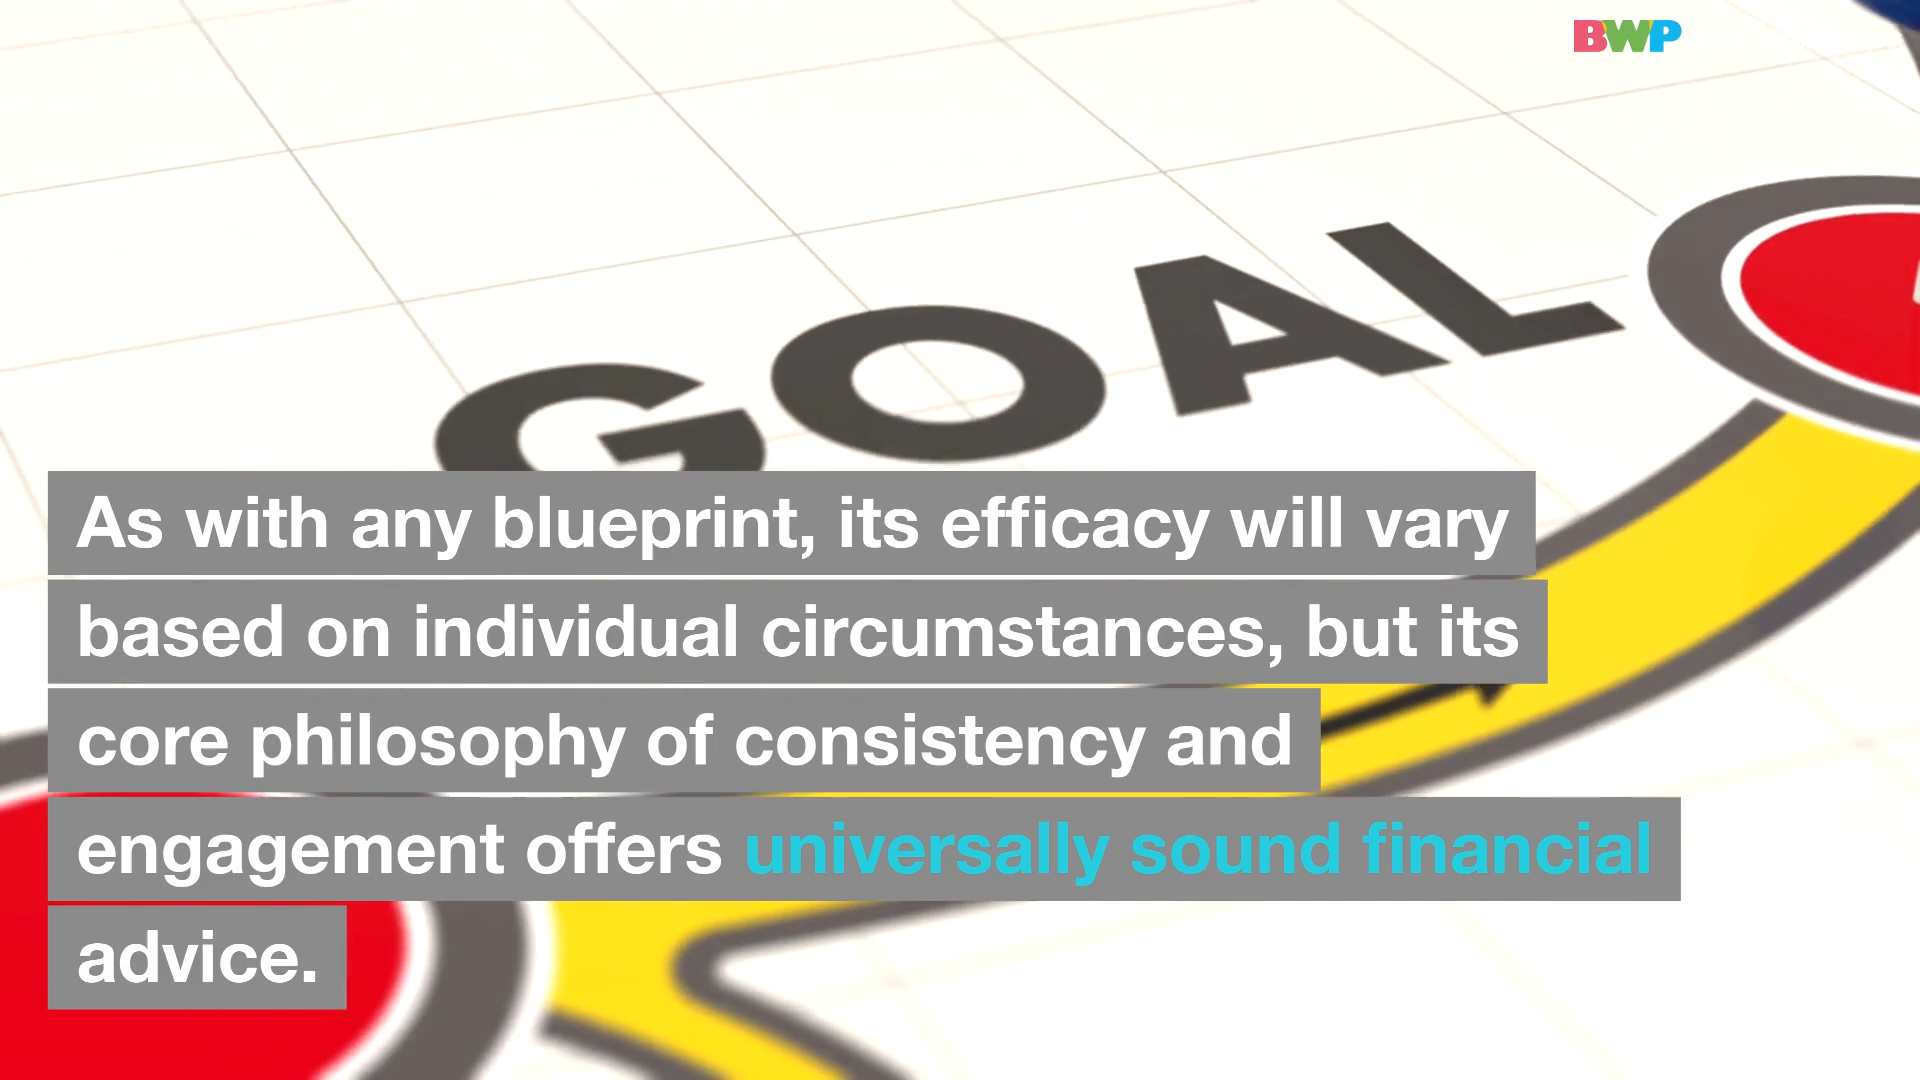 BWP
GOAL
As with any blueprint, its efficacy will vary
based on individual circumstances, but its
core philosophy of consistency and
engagement offers universally sound financial
advice.